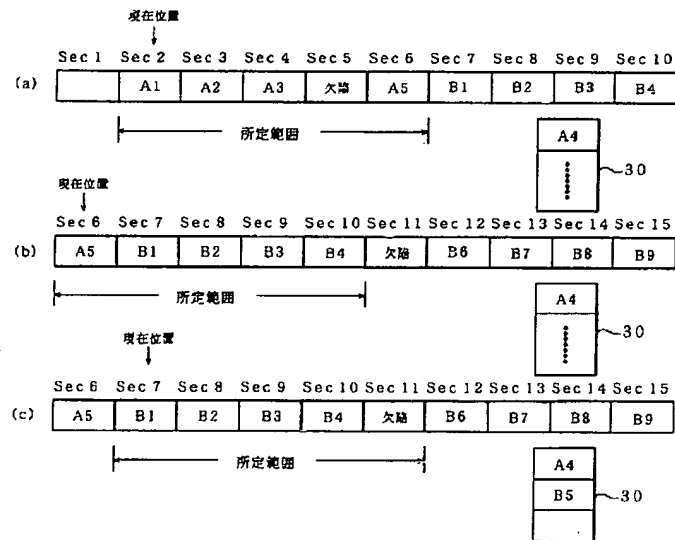 現在位置
Sec 1 Sec 2 Sec 3 Sec 4 Sec 5 Sec 6 Sec 7 Sec 8 Sec 9 Sec 10
(a) A1 A2 A3 欠陥 A5 B1 B2 B3 B4
所定範囲
A4
30
現在位置
Sec 6 Sec 7 Sec 8 Sec 9 Sec 10 Sec 11 Sec 12 Sec 13 Sec 14 Sec 15
(b) A5 B1 B2 B3 B4 欠陥 B6 B7 B8 B9
所定範囲
A4
30
現在位置
Sec 6 Sec 7 Sec 8 Sec 9 Sec 10 Sec 11 Sec 12 Sec 13 Sec 14 Sec 15
(c) A5 B1 B2 B3 B4 欠陥 B6 B7 B8 B9
所定範囲
A4
B5
30